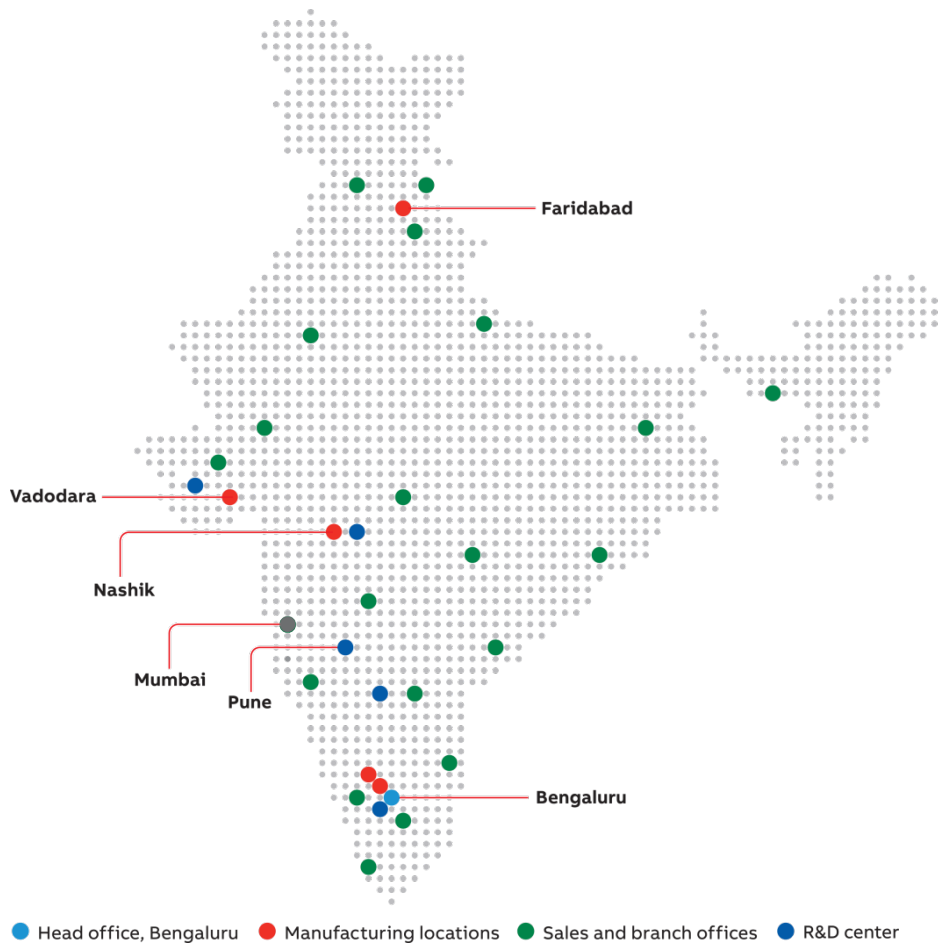 Faridabad
Vadodara
Nashik
Mumbai
Pune
Bengaluru
Head office, Bengaluru
Manufacturing locations
Sales and branch offices
R&D center